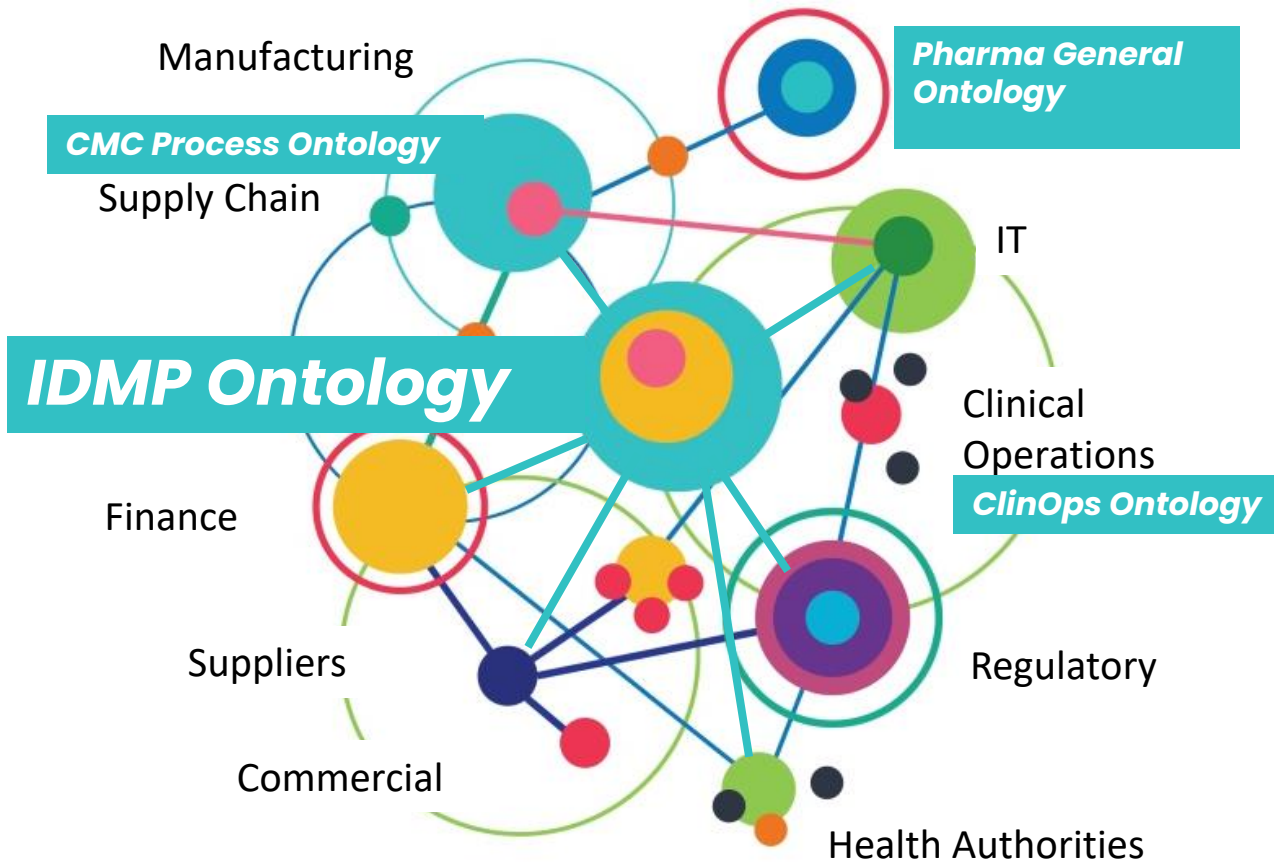 Manufacturing
Pharma General
Ontology
CMC Process Ontology
Supply Chain
IT
IDMP Ontology
Clinical
Operations
ClinOps Ontology
Finance
Suppliers
Regulatory
Commercial
Health Authorities